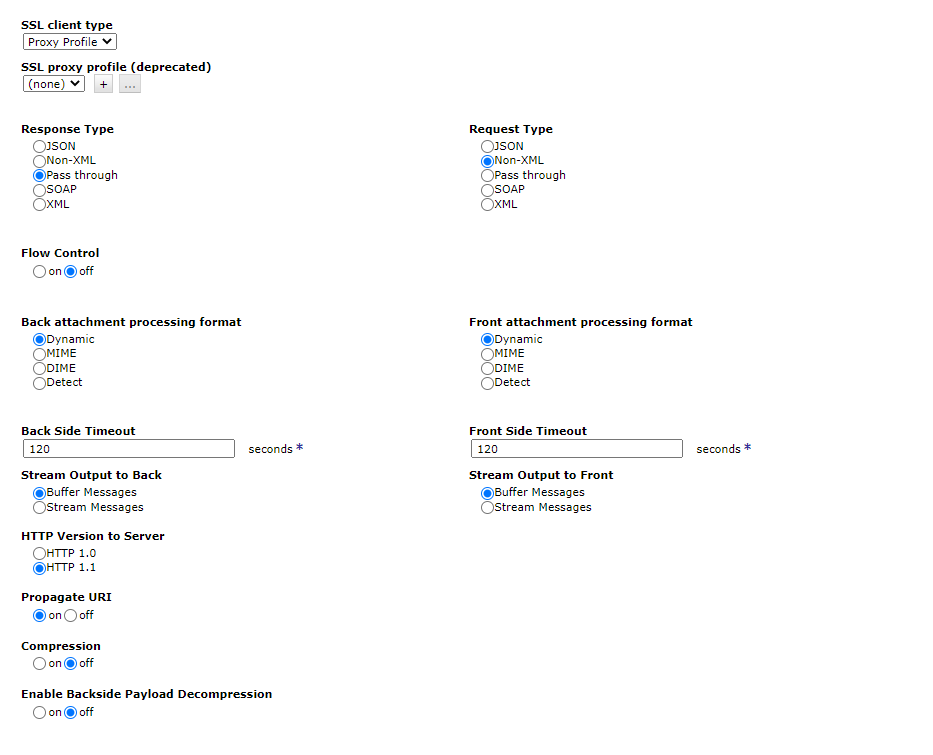 SSL client type
Proxy Profile
SSL proxy profile (deprecated)
(none) + ...
Response Type Request Type
JSON JSON
Non-XML Non-XML
Pass through Pass through
SOAP SOAP
XML XML
Flow Control
on off
Back attachment processing format Front attachment processing format
Dynamic Dynamic
MIME MIME
DIME DIME
Detect Detect
Back Side Timeout Front Side Timeout
120 seconds * 120 seconds *
Stream Output to Back Stream Output to Front
Buffer Messages Buffer Messages
Stream Messages Stream Messages
HTTP Version to Server
HTTP 1.0
HTTP 1.1
Propagate URI
on off
Compression
on off
Enable Backside Payload Decompression
on off